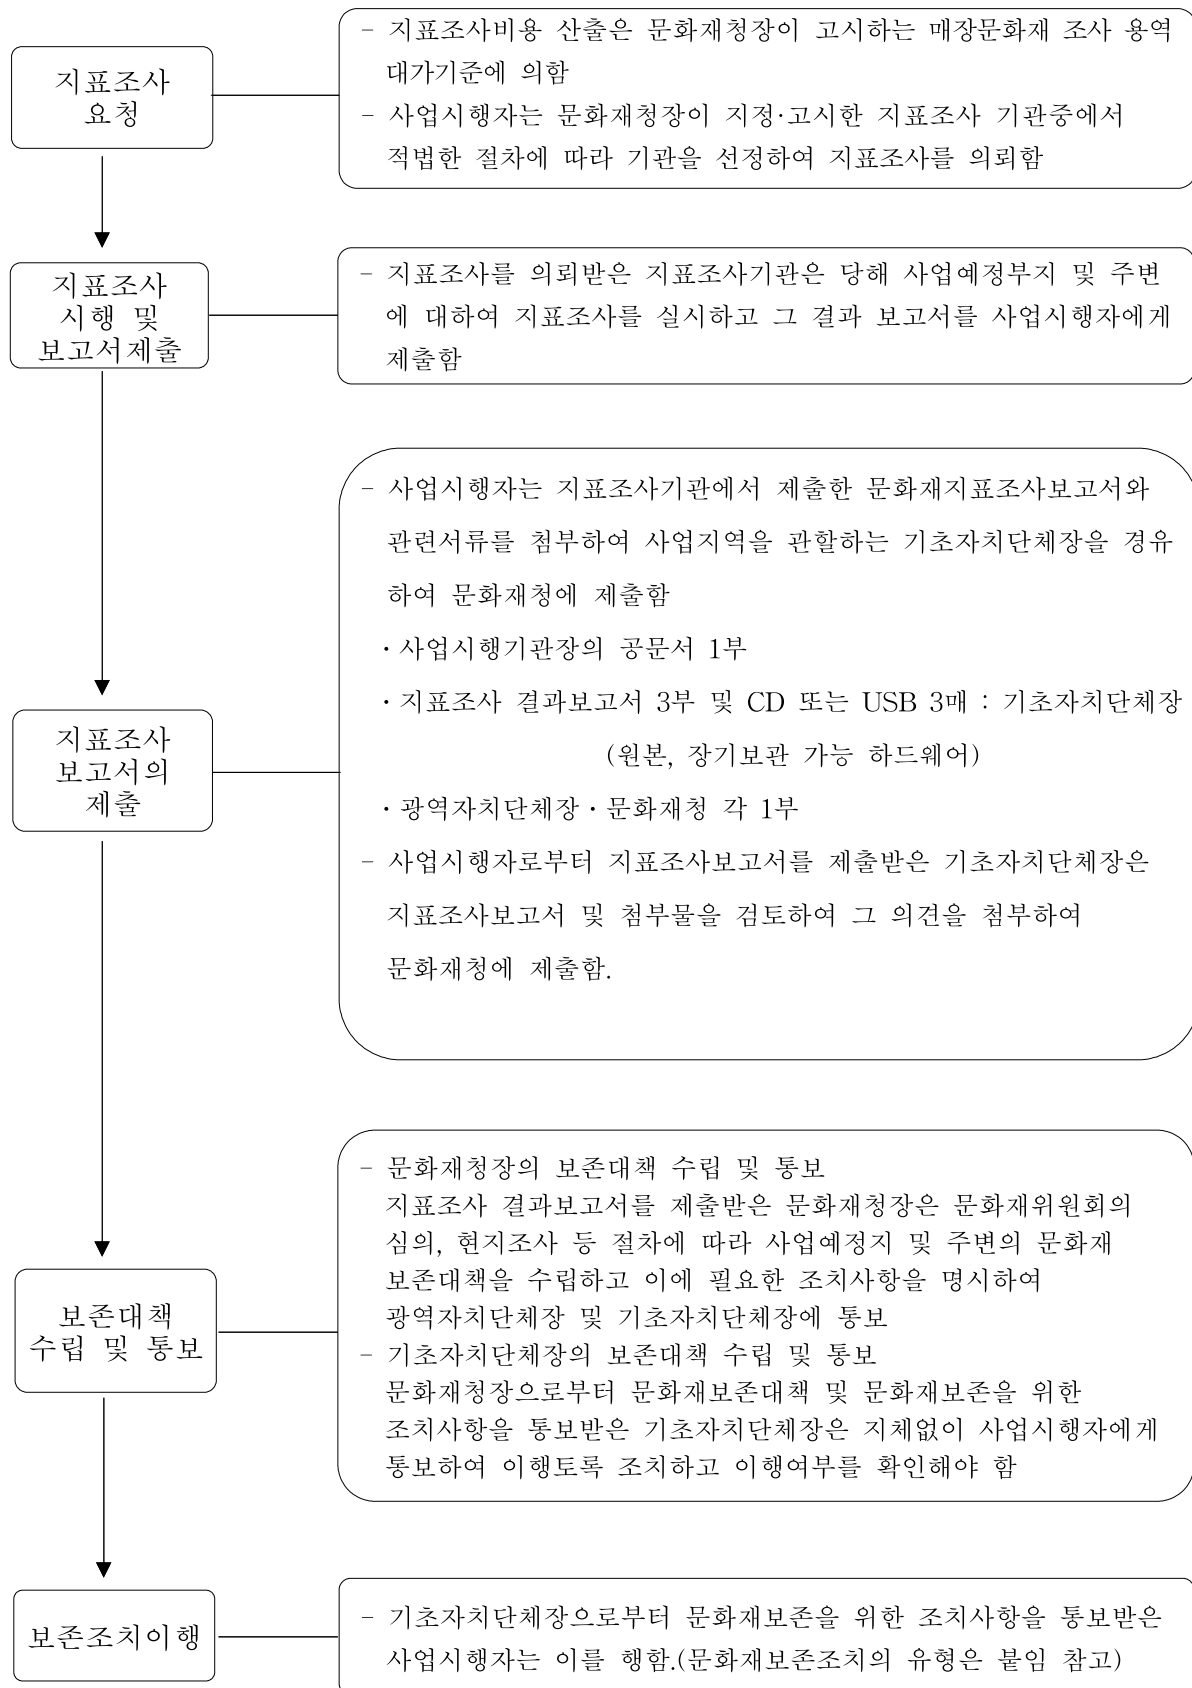 지표조사
요청
- 지표조사비용 산출은 문화재청장이 고시하는 매장문화재 조사 용역
대가기준에 의함
- 사업시행자는 문화재청장이 지정·고시한 지표조사 기관중에서
적법한 절차에 따라 기관을 선정하여 지표조사를 의뢰함
지표조사
시행 및
보고서제출
- 지표조사를 의뢰받은 지표조사기관은 당해 사업예정부지 및 주변
에 대하여 지표조사를 실시하고 그 결과 보고서를 사업시행자에게
제출함
지표조사
보고서의
제출
- 사업시행자는 지표조사기관에서 제출한 문화재지표조사보고서와
관련서류를 첨부하여 사업지역을 관할하는 기초자치단체장을 경유
하여 문화재청에 제출함
· 사업시행기관장의 공문서 1부
· 지표조사 결과보고서 3부 및 CD 또는 USB 3매 : 기초자치단체장
(원본, 장기보관 가능 하드웨어)
· 광역자치단체장 · 문화재청 각 1부
- 사업시행자로부터 지표조사보고서를 제출받은 기초자치단체장은
지표조사보고서 및 첨부물을 검토하여 그 의견을 첨부하여
문화재청에 제출함.
보존대책
수립 및 통보
- 문화재청장의 보존대책 수립 및 통보
지표조사 결과보고서를 제출받은 문화재청장은 문화재위원회의
심의, 현지조사 등 절차에 따라 사업예정지 및 주변의 문화재
보존대책을 수립하고 이에 필요한 조치사항을 명시하여
광역자치단체장 및 기초자치단체장에 통보
- 기초자치단체장의 보존대책 수립 및 통보
문화재청장으로부터 문화재보존대책 및 문화재보존을 위한
조치사항을 통보받은 기초자치단체장은 지체없이 사업시행자에게
통보하여 이행토록 조치하고 이행여부를 확인해야 함
보존조치이행
- 기초자치단체장으로부터 문화재보존을 위한 조치사항을 통보받은
사업시행자는 이를 행함.(문화재보존조치의 유형은 붙임 참고)